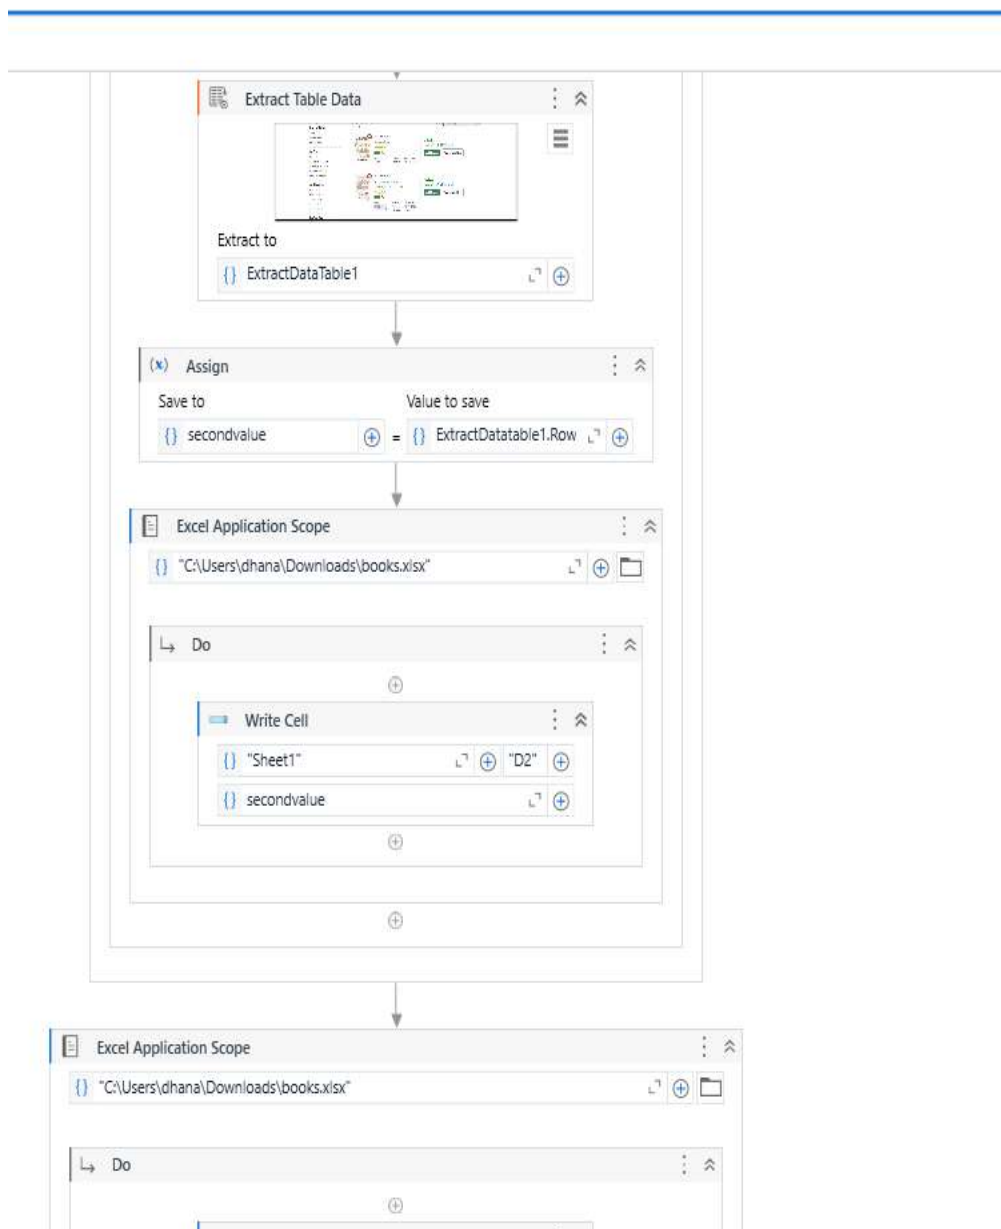 Extract Table Data
Extract to
{} ExtractDataTable1
(x) Assign
Save to Value to save
{} secondvalue = {} ExtractDatatable1.Row
Excel Application Scope
{} "C:\Users\dhana\Downloads\books.xlsx"
Do
Write Cell
{} "Sheet1" "D2"
{} secondvalue
Excel Application Scope
{} "C:\Users\dhana\Downloads\books.xlsx"
Do